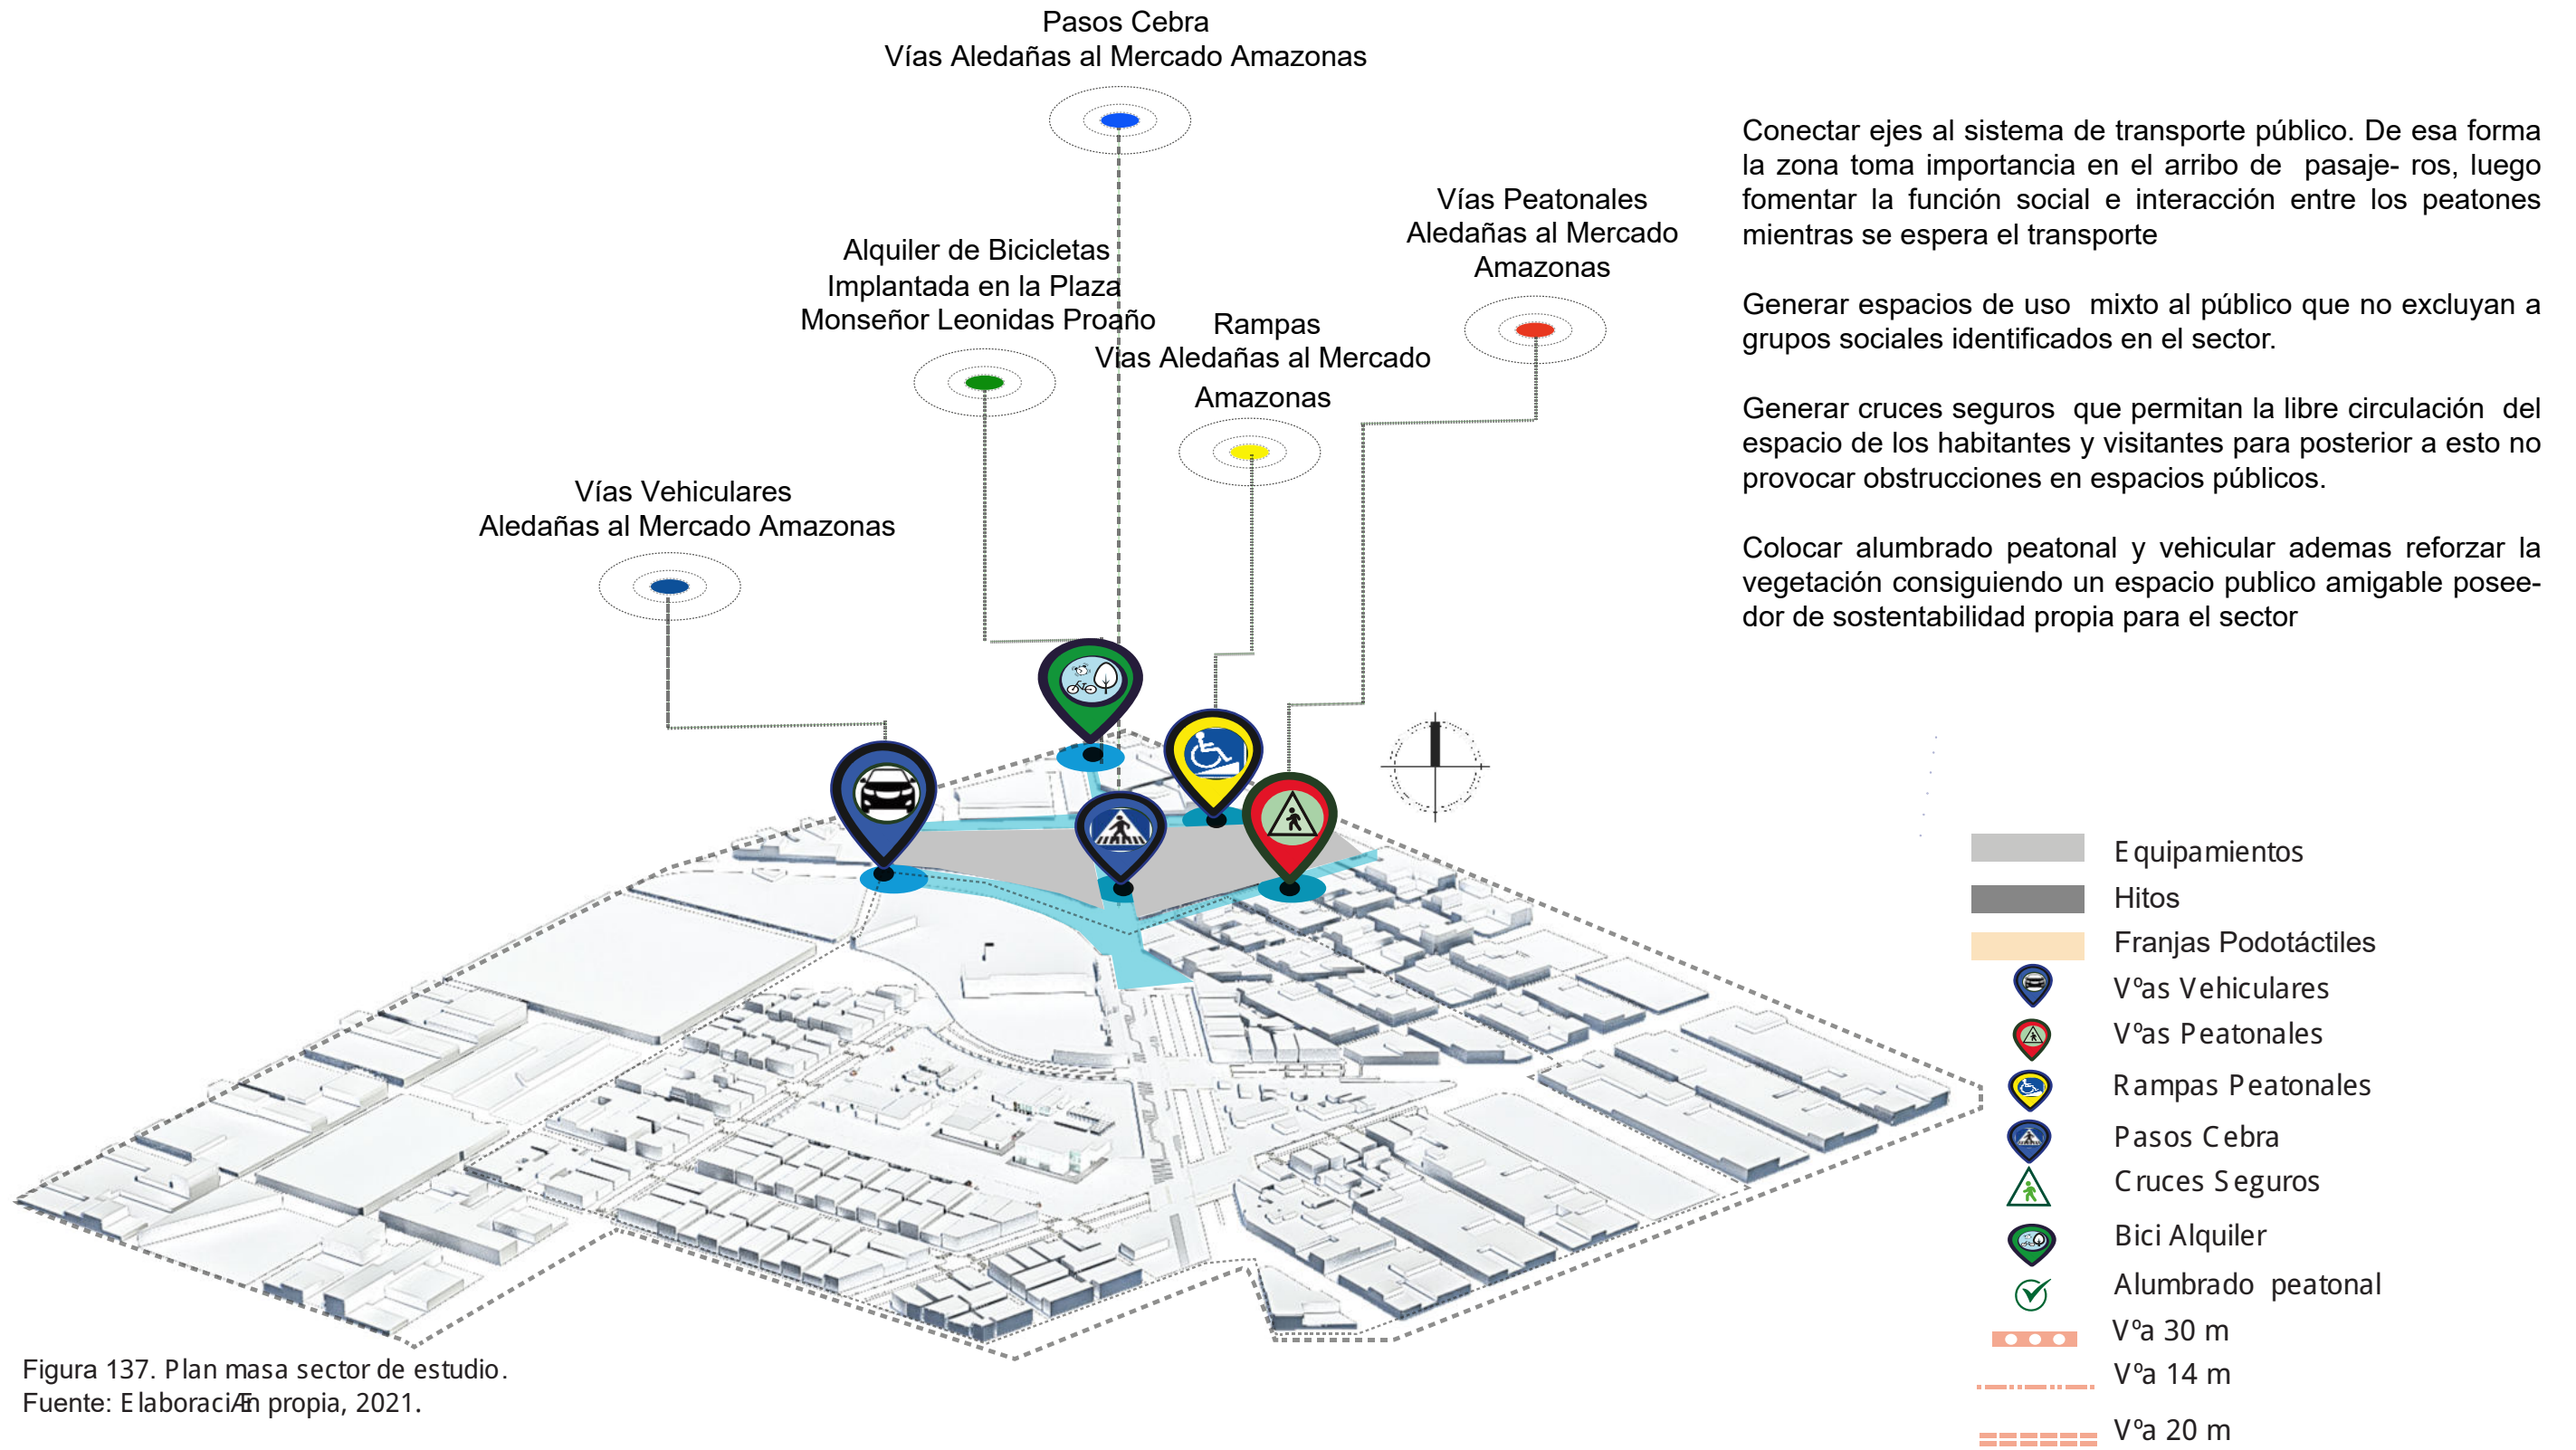 Pasos Cebra
Vías Aledañas al Mercado Amazonas
Vías Peatonales
Aledañas al Mercado
Amazonas
Alquiler de Bicicletas
Implantada en la Plaza
Monseñor Leonidas Proaño
Rampas
Vías Aledañas al Mercado
Amazonas
Vías Vehiculares
Aledañas al Mercado Amazonas
Conectar ejes al sistema de transporte público. De esa forma
la zona toma importancia en el arribo de pasaje- ros, luego
fomentar la función social e interacción entre los peatones
mientras se espera el transporte
Generar espacios de uso mixto al público que no excluyan a
grupos sociales identificados en el sector.
Generar cruces seguros que permitan la libre circulación del
espacio de los habitantes y visitantes para posterior a esto no
provocar obstrucciones en espacios públicos.
Colocar alumbrado peatonal y vehicular ademas reforzar la
vegetación consiguiendo un espacio publico amigable posee-
dor de sostentabilidad propia para el sector
Equipamientos
Hitos
Franjas Podotáctiles
Vºas Vehiculares
Vºas Peatonales
Rampas Peatonales
Pasos Cebra
Cruces Seguros
Bici Alquiler
Alumbrado peatonal
Vºa 30 m
Vºa 14 m
Vºa 20 m
Figura 137. Plan masa sector de estudio.
Fuente: ElaboraciÆn propia, 2021.